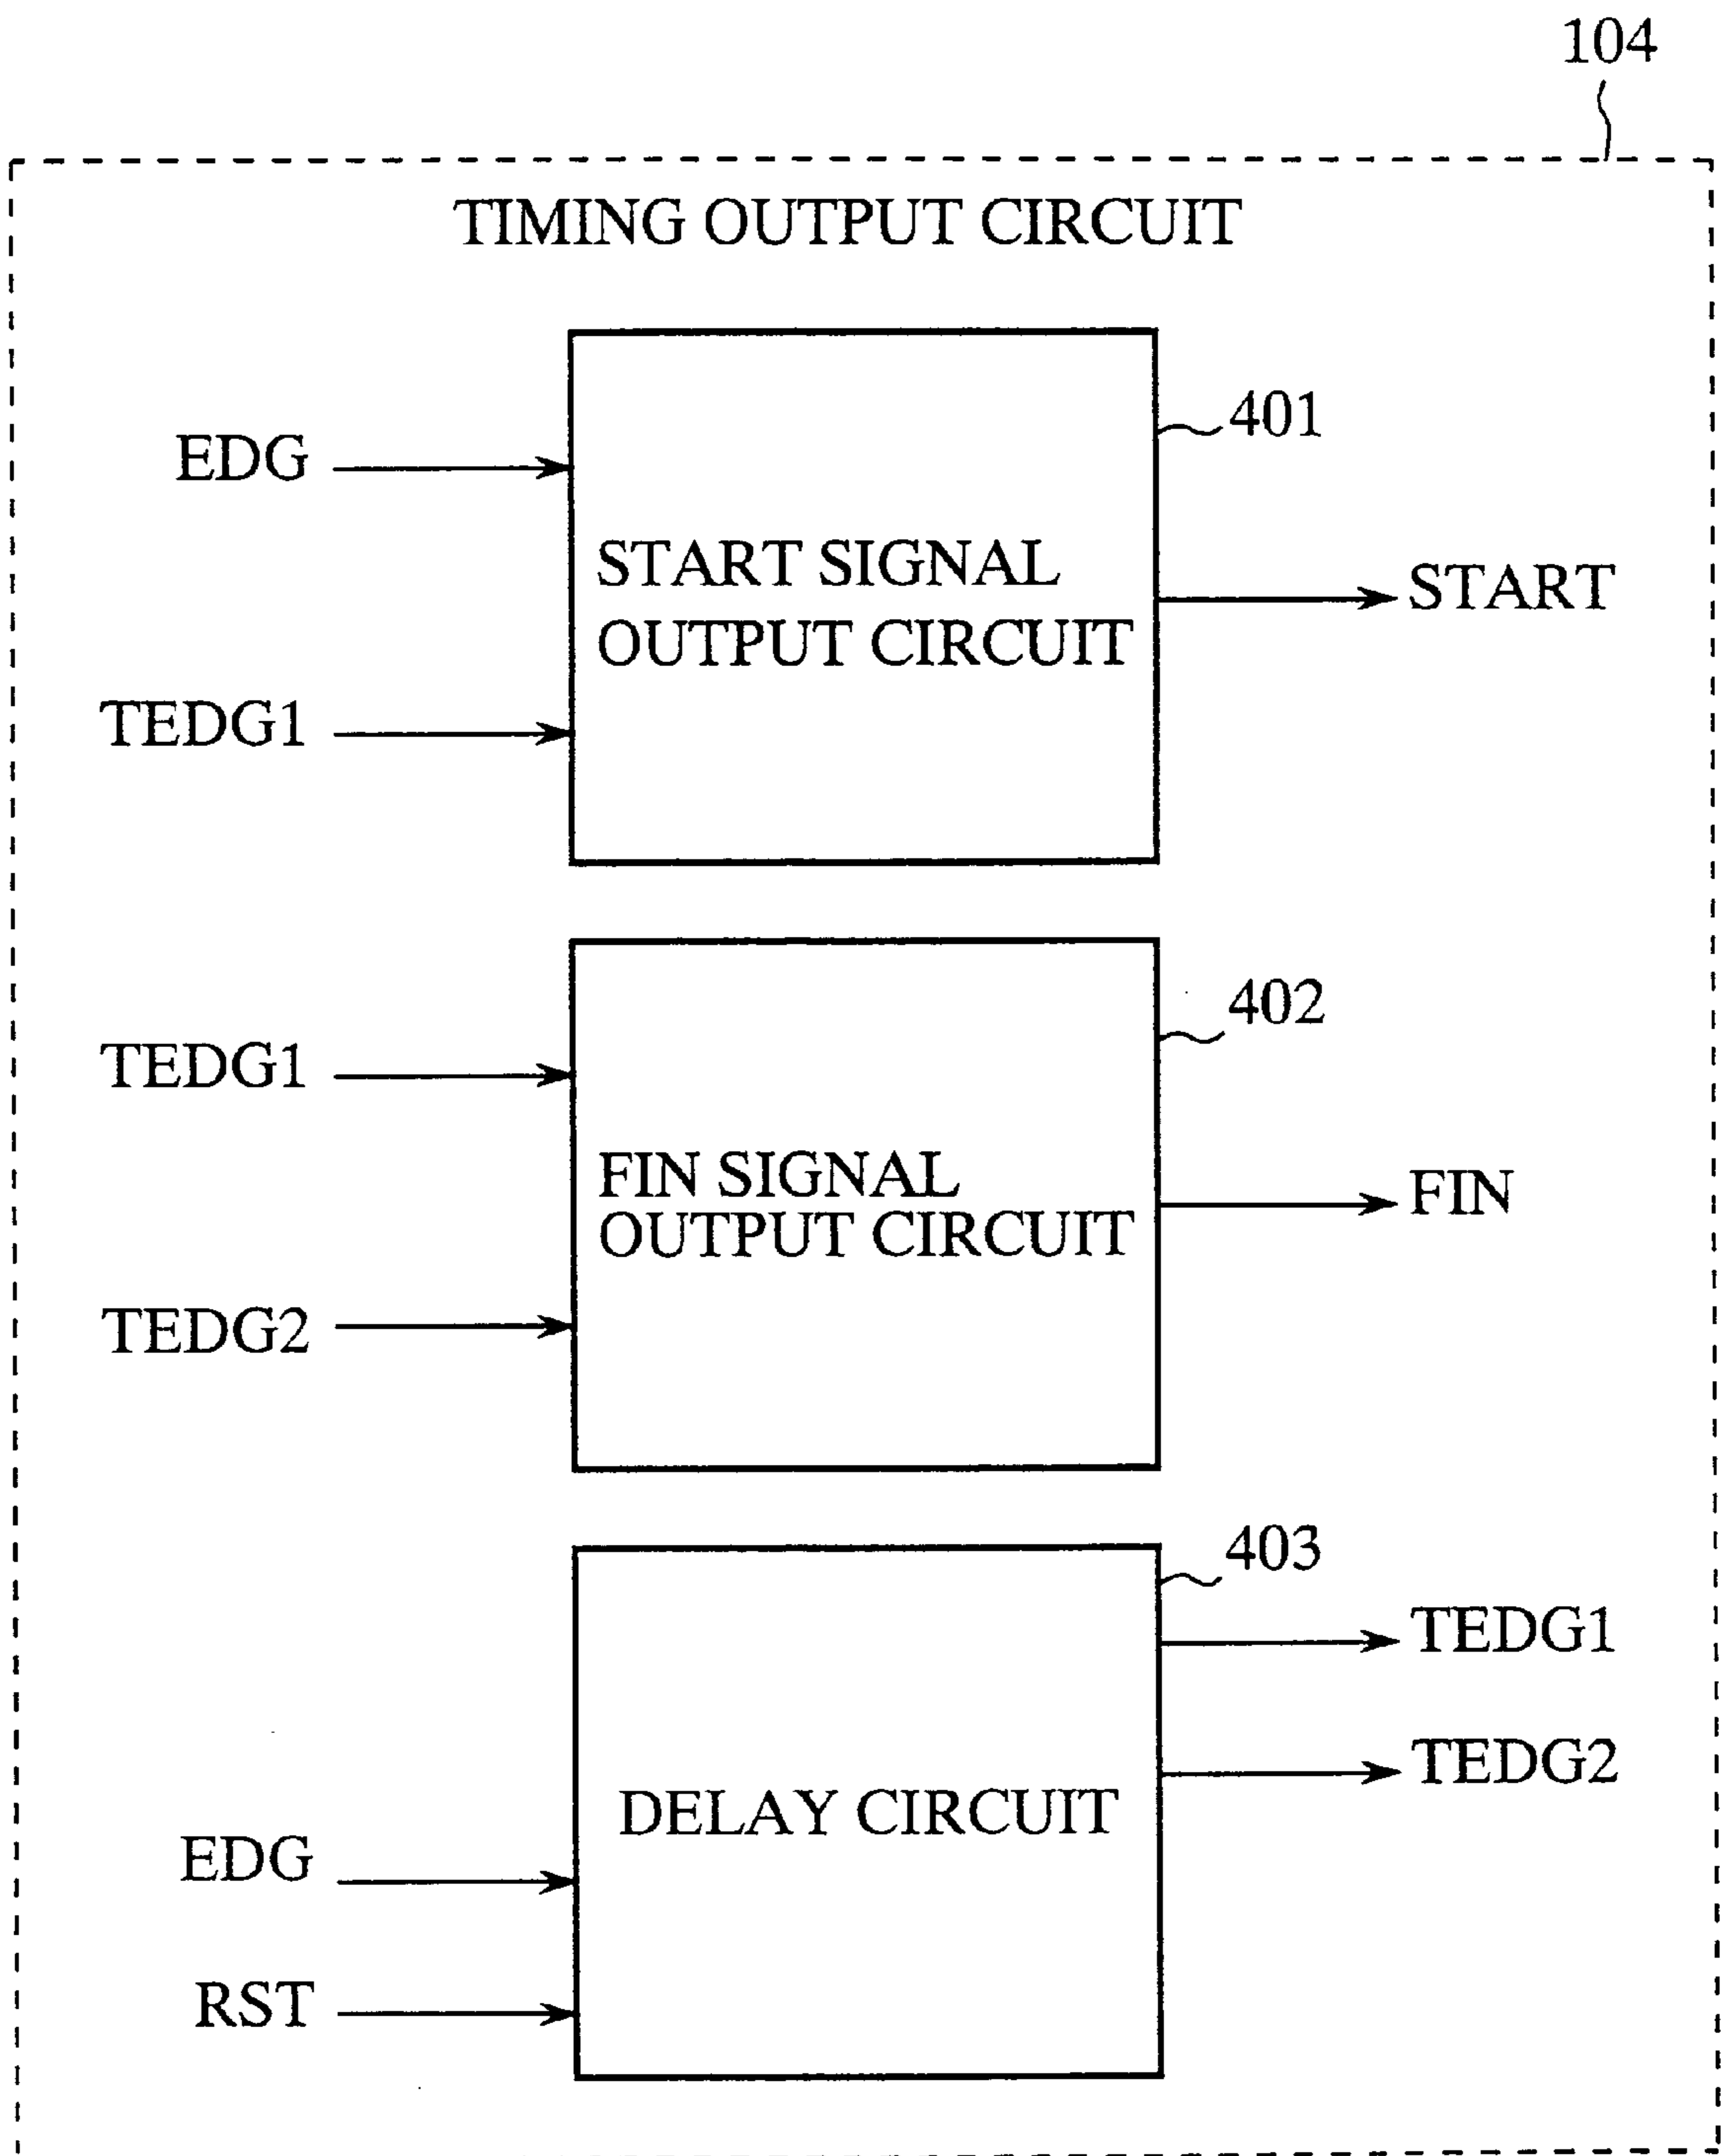 104
TIMING OUTPUT CIRCUIT
401
EDG
START SIGNAL
OUTPUT CIRCUIT
START
TEDG1
402
TEDG1
FIN SIGNAL
OUTPUT CIRCUIT
FIN
TEDG2
403
TEDG1
TEDG2
DELAY CIRCUIT
EDG
RST